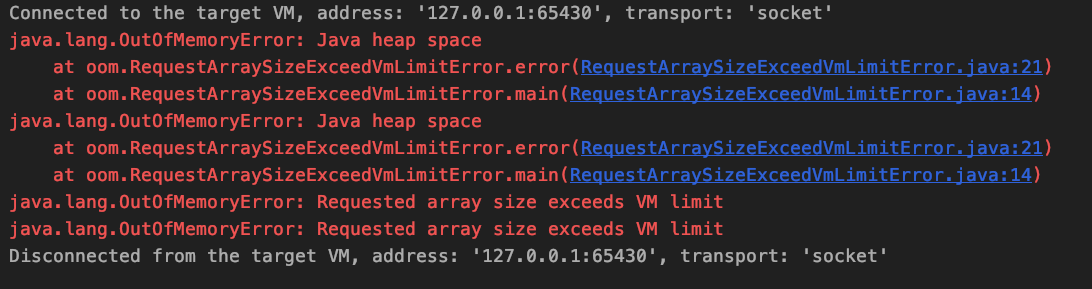 Connected to the target VM, address: '127.0.0.1:65430', transport: 'socket'
java.lang.OutOfMemoryError: Java heap space
    at oom.RequestArraySizeExceedVmLimitError.error(RequestArraySizeExceedVmLimitError.java:21)
    at oom.RequestArraySizeExceedVmLimitError.main(RequestArraySizeExceedVmLimitError.java:14)
java.lang.OutOfMemoryError: Java heap space
    at oom.RequestArraySizeExceedVmLimitError.error(RequestArraySizeExceedVmLimitError.java:21)
    at oom.RequestArraySizeExceedVmLimitError.main(RequestArraySizeExceedVmLimitError.java:14)
java.lang.OutOfMemoryError: Requested array size exceeds VM limit
java.lang.OutOfMemoryError: Requested array size exceeds VM limit
Disconnected from the target VM, address: '127.0.0.1:65430', transport: 'socket'